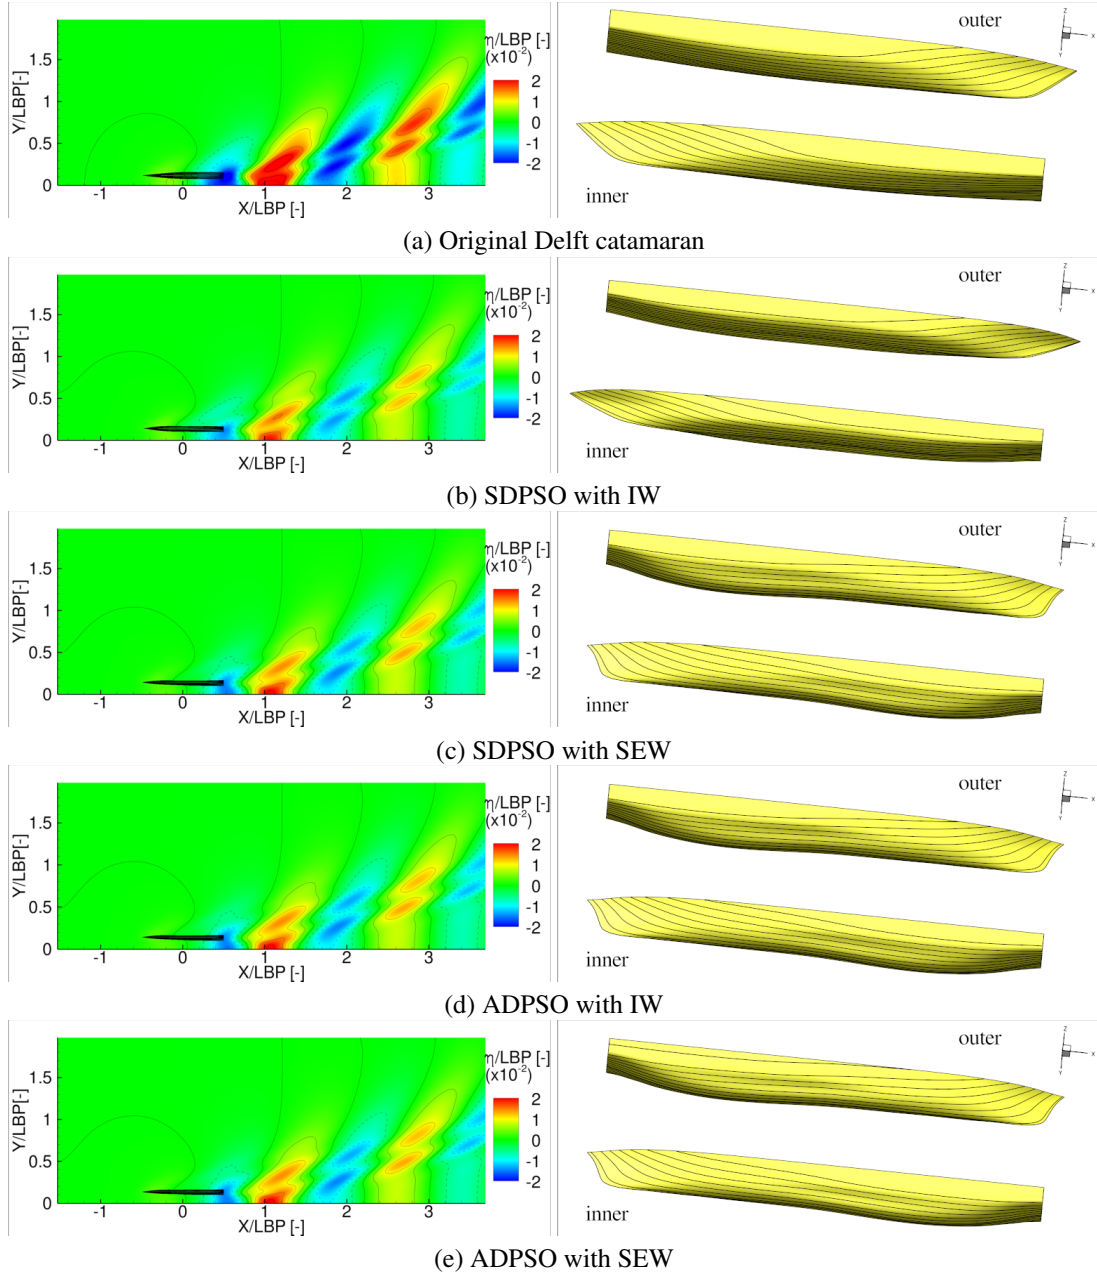 η/LBP [-]
(x10⁻²)
2
1
0
-1
-2
Y/LBP[-]
1.5
1
0.5
0
-1 0 1 2 3
X/LBP [-]
outer
inner
Z
X
Y
(a) Original Delft catamaran
η/LBP [-]
(x10⁻²)
2
1
0
-1
-2
Y/LBP[-]
1.5
1
0.5
0
-1 0 1 2 3
X/LBP [-]
outer
inner
Z
X
Y
(b) SDPSO with IW
η/LBP [-]
(x10⁻²)
2
1
0
-1
-2
Y/LBP[-]
1.5
1
0.5
0
-1 0 1 2 3
X/LBP [-]
outer
inner
Z
X
Y
(c) SDPSO with SEW
η/LBP [-]
(x10⁻²)
2
1
0
-1
-2
Y/LBP[-]
1.5
1
0.5
0
-1 0 1 2 3
X/LBP [-]
outer
inner
Z
X
Y
(d) ADPSO with IW
η/LBP [-]
(x10⁻²)
2
1
0
-1
-2
Y/LBP[-]
1.5
1
0.5
0
-1 0 1 2 3
X/LBP [-]
outer
inner
Z
X
Y
(e) ADPSO with SEW